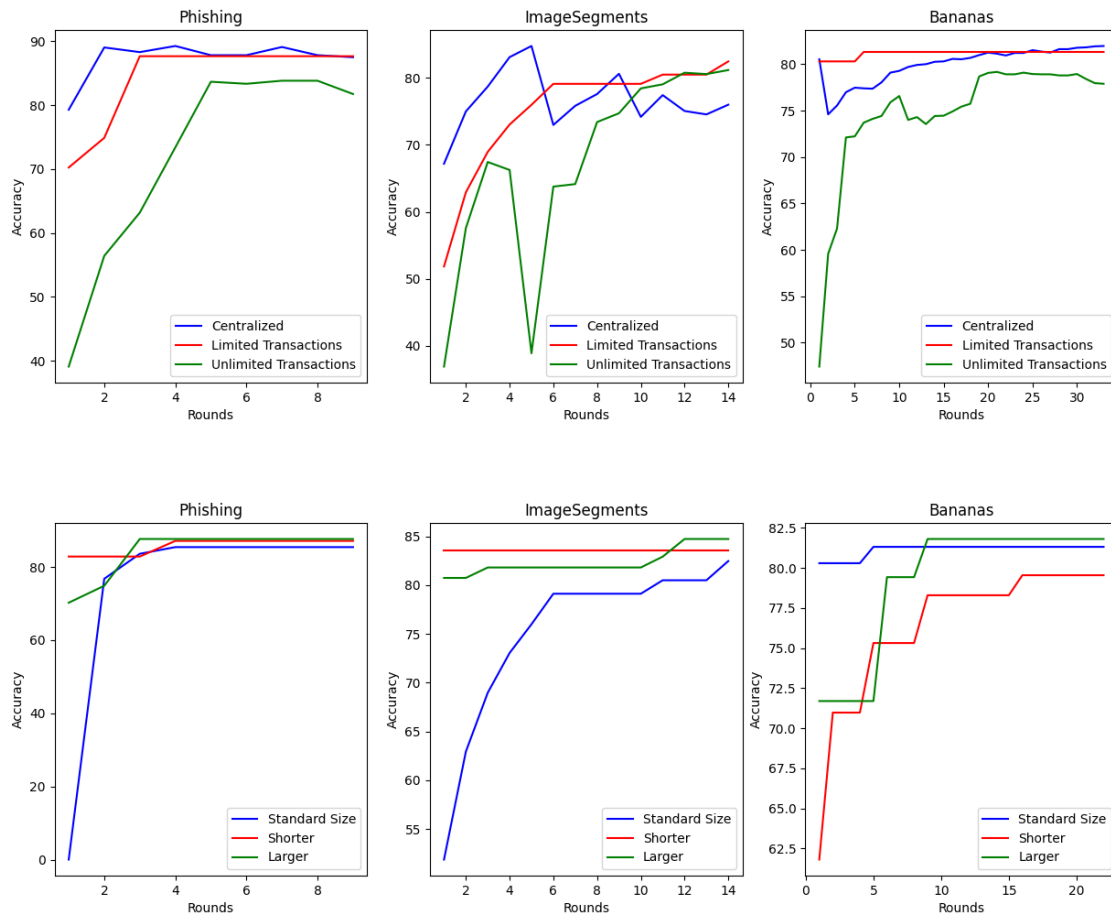 Phishing
90
80
70
60
50
40
Accuracy
Centralized
Limited Transactions
Unlimited Transactions
2 4 6 8
Rounds
ImageSegments
80
70
60
50
40
Accuracy
Centralized
Limited Transactions
Unlimited Transactions
2 4 6 8 10 12 14
Rounds
Bananas
80
75
70
65
60
55
50
Accuracy
Centralized
Limited Transactions
Unlimited Transactions
0 5 10 15 20 25 30
Rounds
Phishing
80
60
40
20
0
Accuracy
Standard Size
Shorter
Larger
2 4 6 8
Rounds
ImageSegments
85
80
75
70
65
60
55
Accuracy
Standard Size
Shorter
Larger
2 4 6 8 10 12 14
Rounds
Bananas
82.5
80.0
77.5
75.0
72.5
70.0
67.5
65.0
62.5
Accuracy
Standard Size
Shorter
Larger
0 5 10 15 20
Rounds